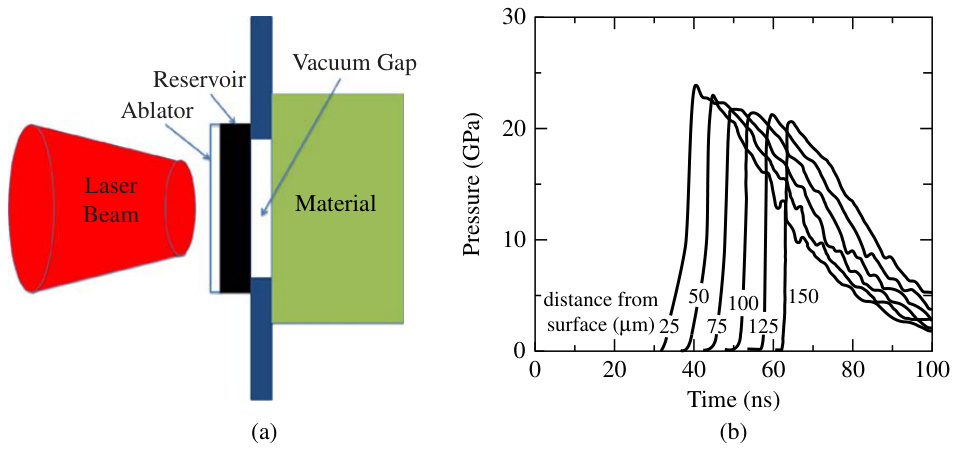 Reservoir
Vacuum Gap
Ablator
Laser
Beam
Material
(a)
30
20
10
0
Pressure (GPa)
distance from
surface (μm)
25
50
75
100
125
150
0
20
40
60
80
100
Time (ns)
(b)